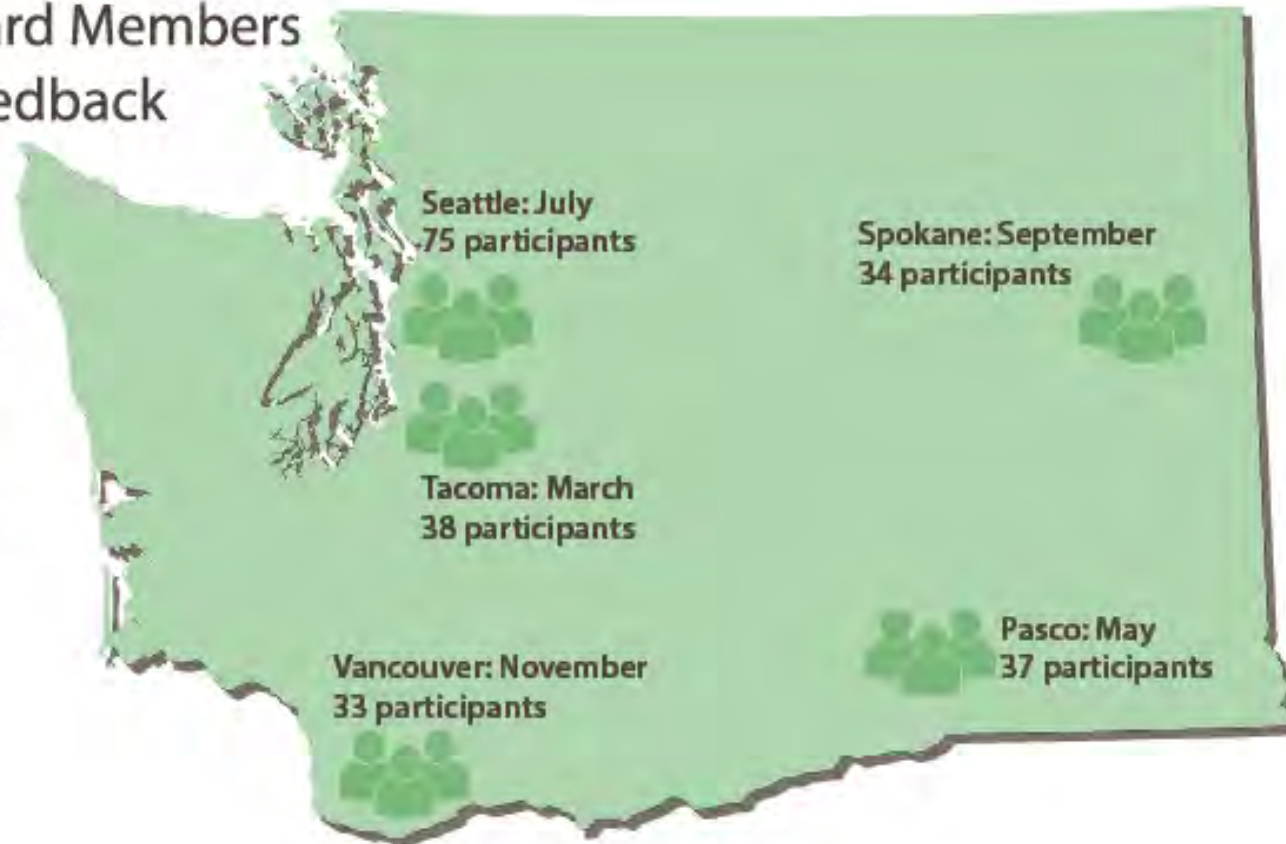 ard Members
edback
Seattle: July
75 participants
Spokane: September
34 participants
Tacoma: March
38 participants
Pasco: May
37 participants
Vancouver: November
33 participants